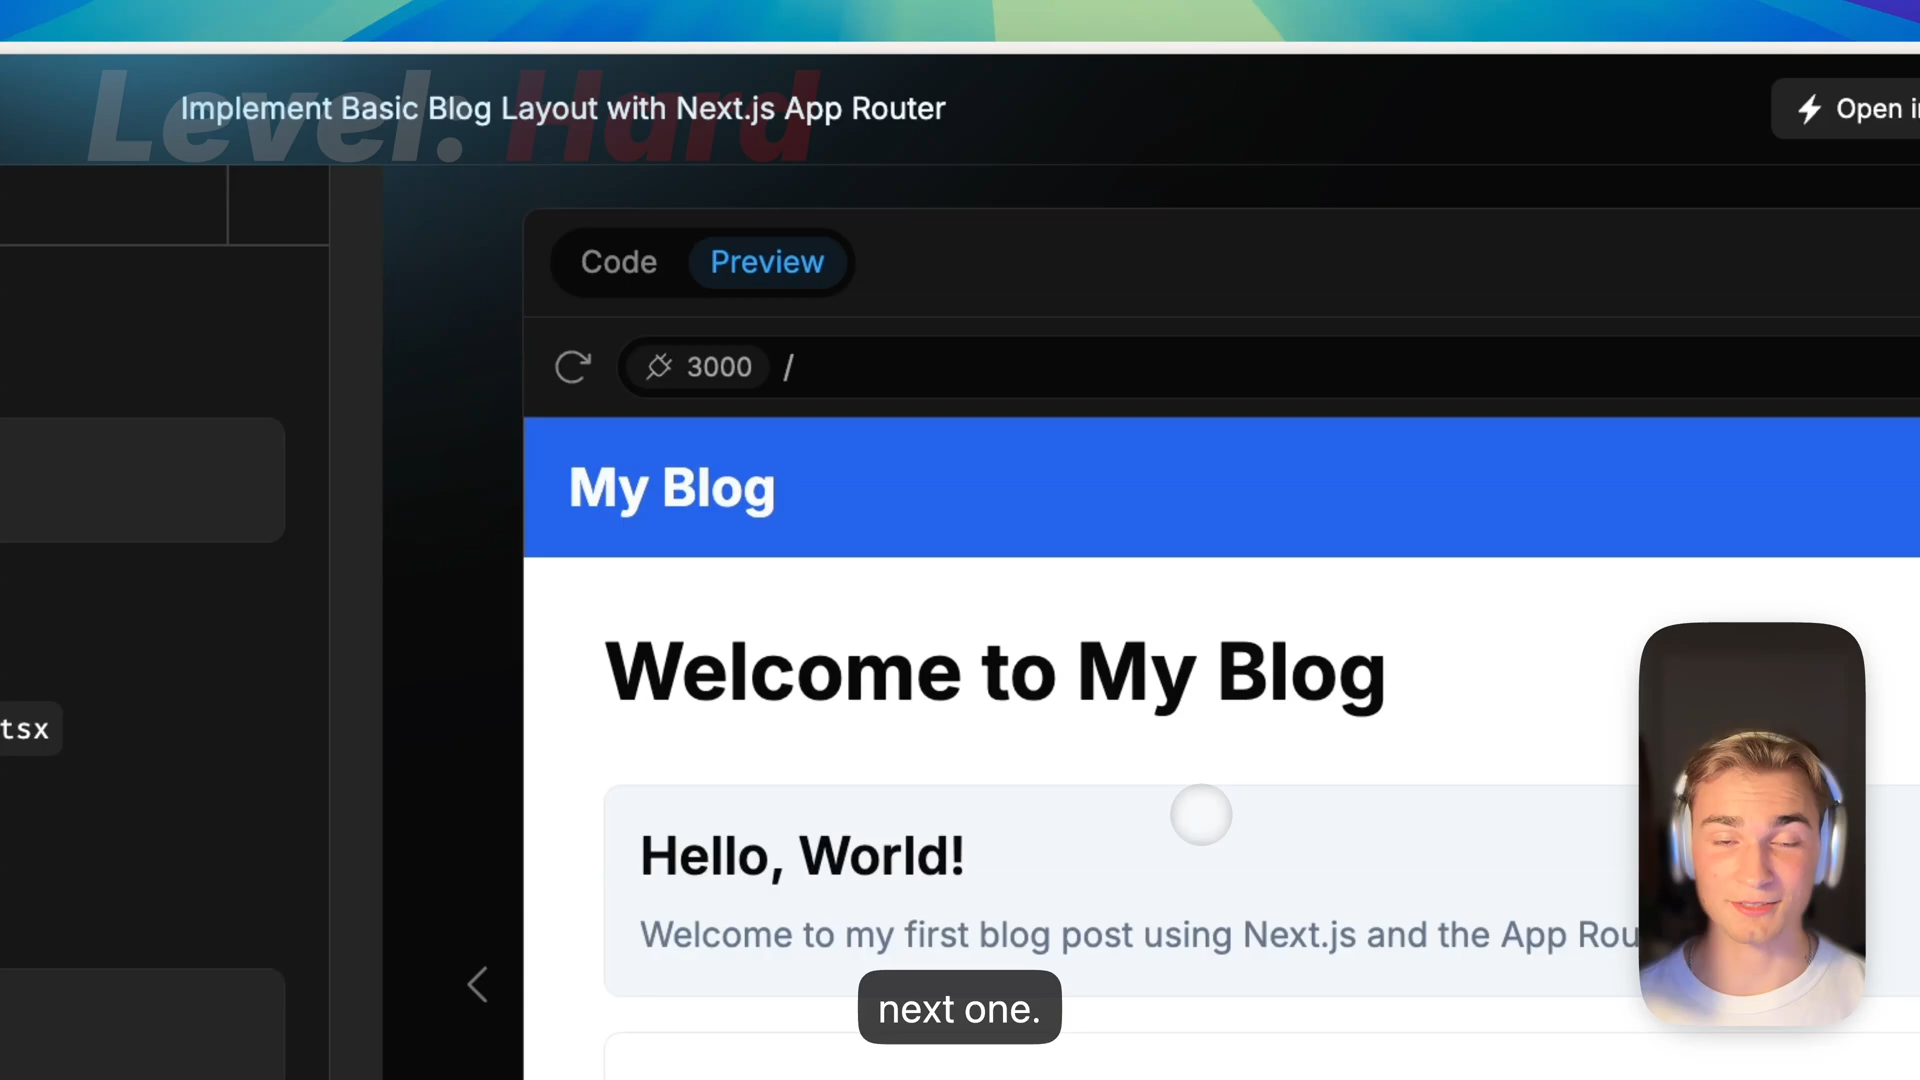 Level: Hard
Implement Basic Blog Layout with Next.js App Router
Open in
Code
Preview
3000
/
My Blog
Welcome to My Blog
tsx
Hello, World!
Welcome to my first blog post using Next.js and the App Rou
next one.